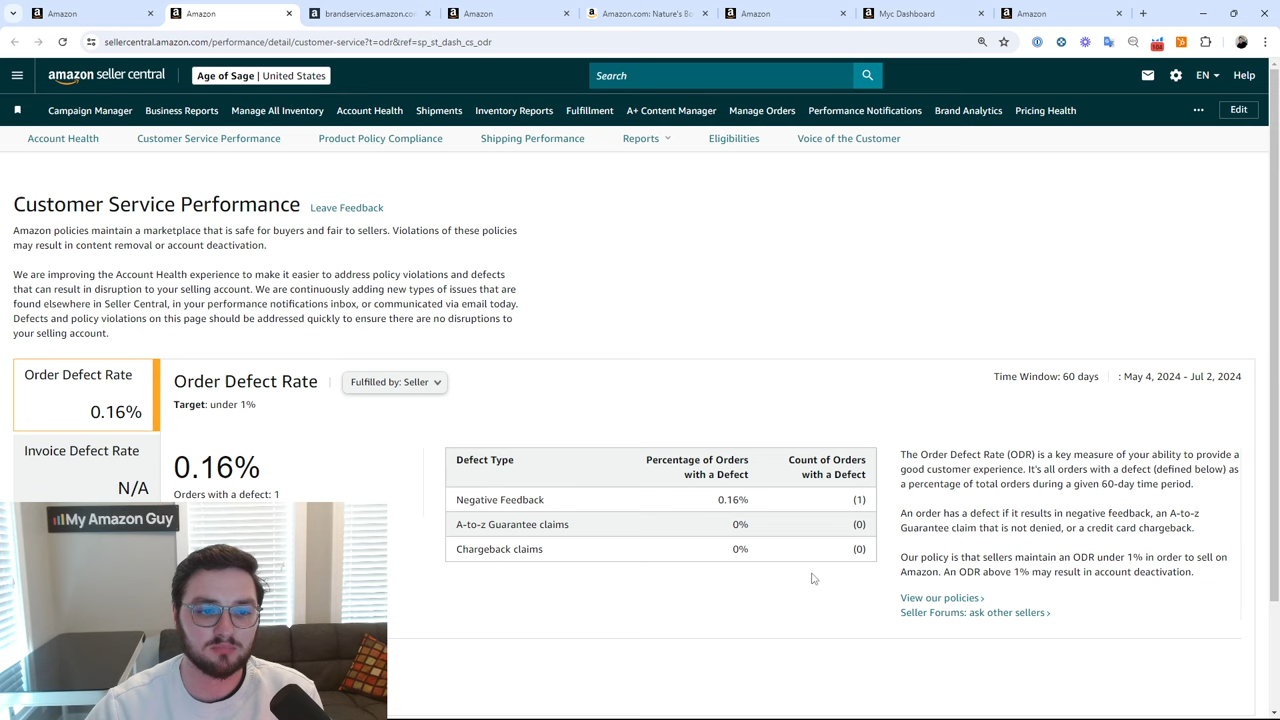 Amazon
Amazon
brandservices.amazon.co
Amazon
Amazon.com: Nature's Bo
Amazon
Myc Dashboard
Amazon
sellercentral.amazon.com/performance/detail/customer-service?t=odr&ref=sp_st_dash_cs_odr
104
amazon seller central
Age of Sage | United States
Search
EN
Help
Campaign Manager
Business Reports
Manage All Inventory
Account Health
Shipments
Inventory Reports
Fulfillment
A+ Content Manager
Manage Orders
Performance Notifications
Brand Analytics
Pricing Health
Edit
Account Health
Customer Service Performance
Product Policy Compliance
Shipping Performance
Reports
Eligibilities
Voice of the Customer
Customer Service Performance
Leave Feedback
Amazon policies maintain a marketplace that is safe for buyers and fair to sellers. Violations of these policies
may result in content removal or account deactivation.
We are improving the Account Health experience to make it easier to address policy violations and defects
that can result in disruption to your selling account. We are continuously adding new types of issues that are
found elsewhere in Seller Central, in your performance notifications inbox, or communicated via email today.
Defects and policy violations on this page should be addressed quickly to ensure there are no disruptions to
your selling account.
Order Defect Rate
0.16%
Invoice Defect Rate
N/A
Order Defect Rate
Fulfilled by: Seller
Target: under 1%
Time Window: 60 days
: May 4, 2024 - Jul 2, 2024
0.16%
Orders with a defect: 1
Defect Type
Percentage of Orders
with a Defect
Count of Orders
with a Defect
Negative Feedback 0.16% (1)
A-to-z Guarantee claims 0% (0)
Chargeback claims 0% (0)
The Order Defect Rate (ODR) is a key measure of your ability to provide a
good customer experience. It's all orders with a defect (defined below) as
a percentage of total orders during a given 60-day time period.
An order has a defect if it results in negative feedback, an A-to-z
Guarantee claim that is not denied, or a credit card chargeback.
Our policy is that sellers maintain an ODR under 1% in order to sell on
Amazon. An ODR above 1% may result in account deactivation.
View our policies›
Seller Forums: ask other sellers ›
My Amazon Guy